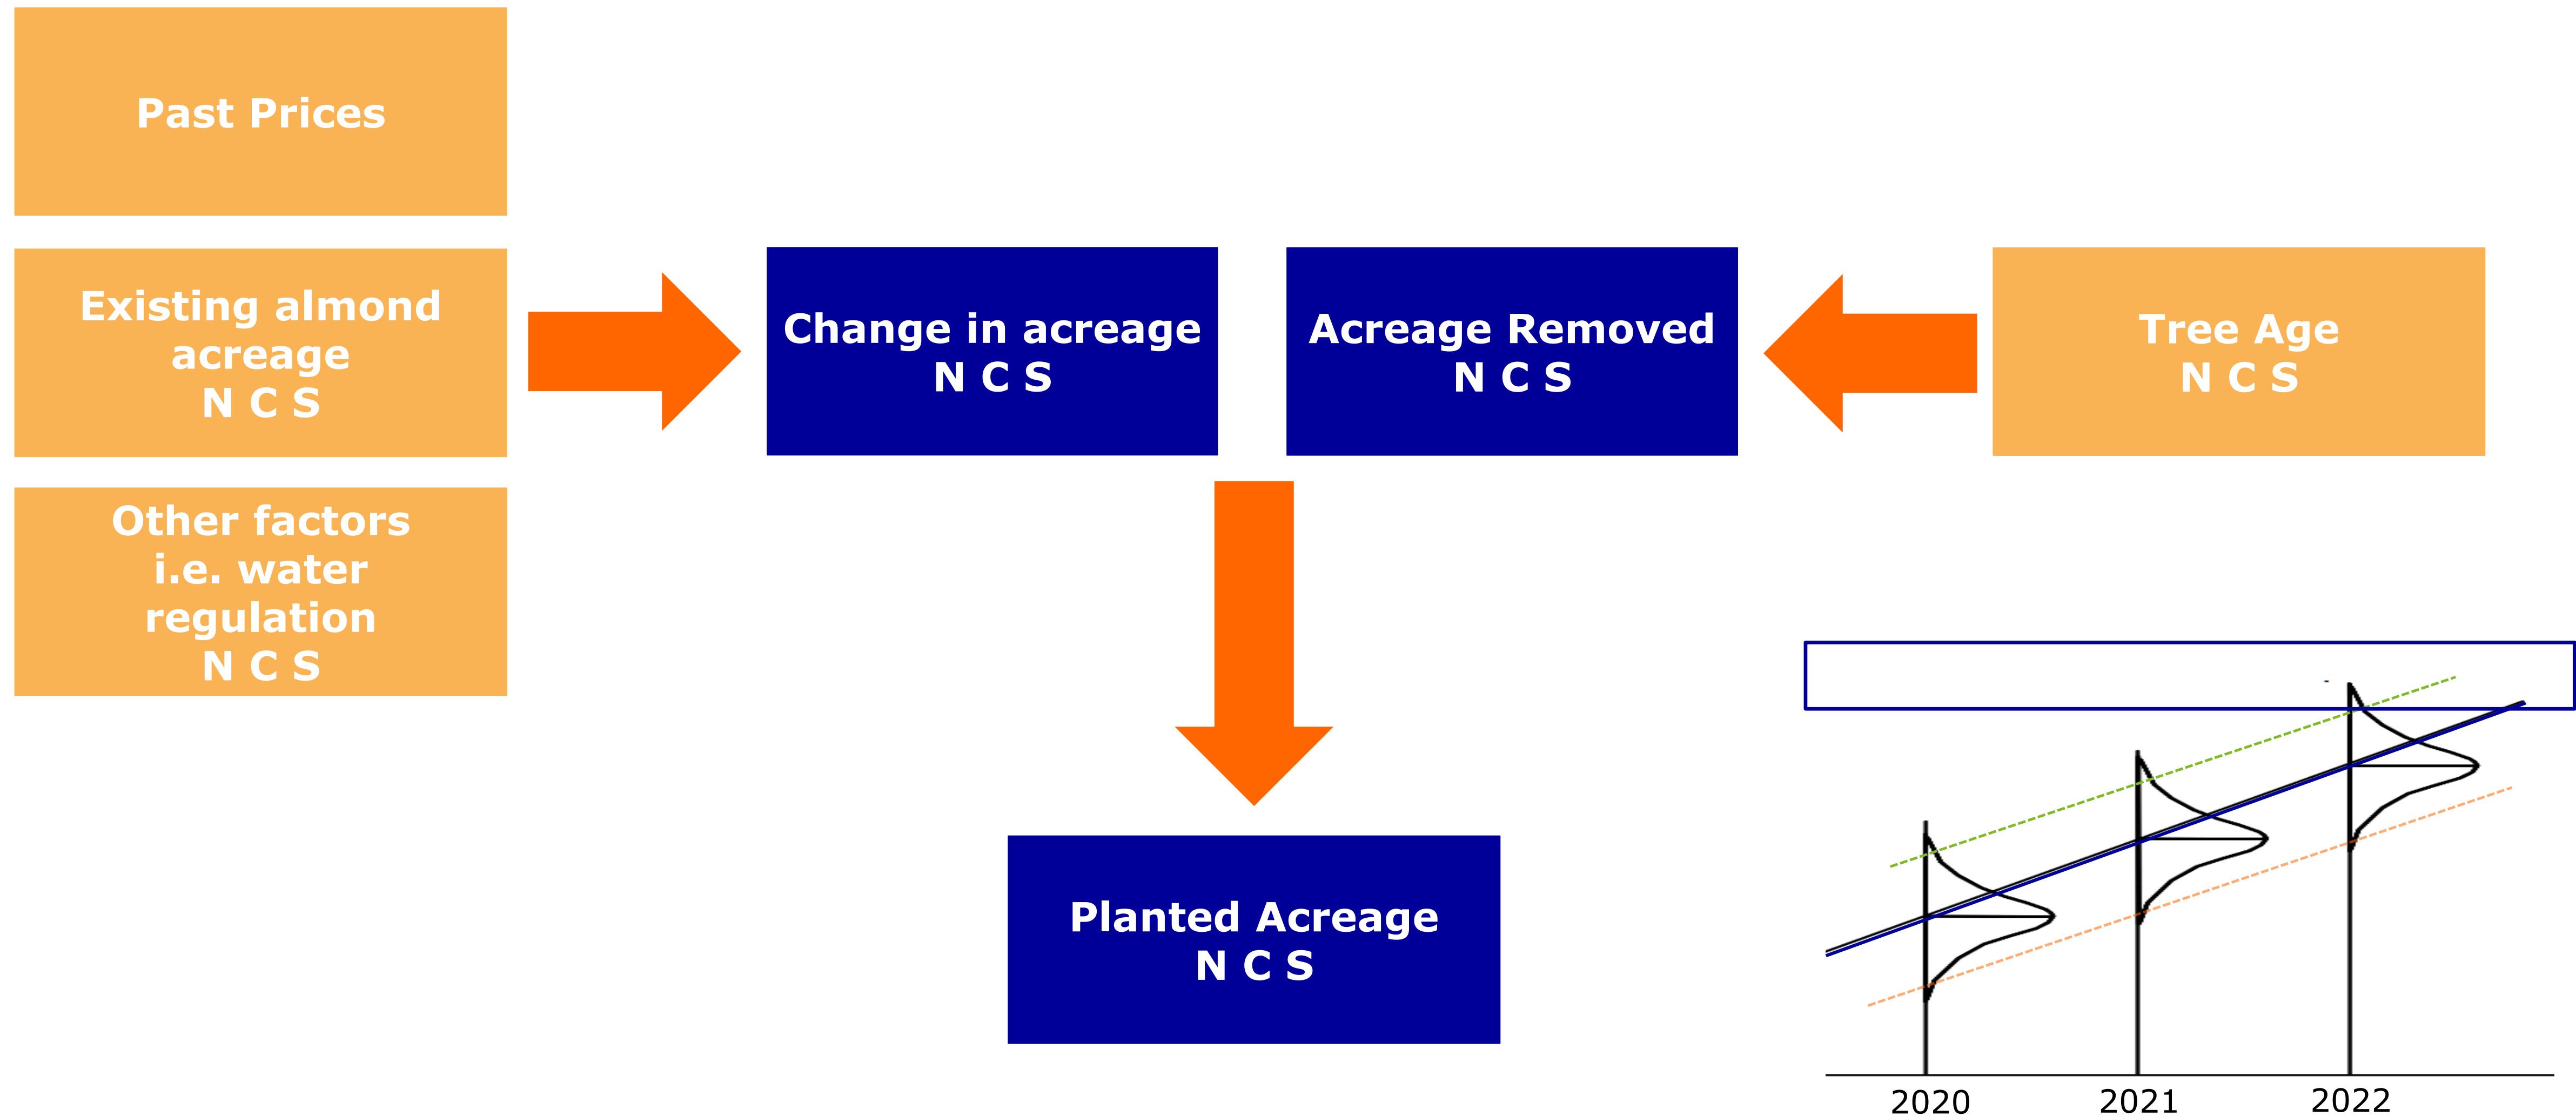 Past Prices
Existing almond
acreage
N C S
Other factors
i.e. water
regulation
N C S
Change in acreage
N C S
Acreage Removed
N C S
Tree Age
N C S
Planted Acreage
N C S
2020
2021
2022